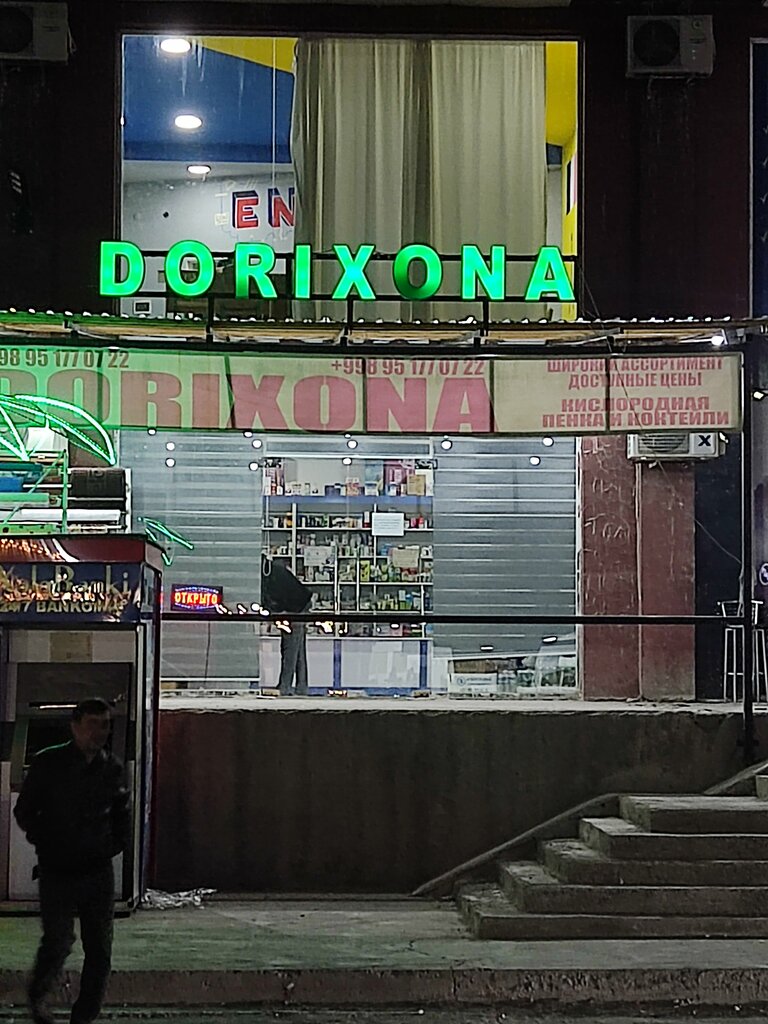 EN
DORIXONA
98 95 177 07 22
+998 95 177 07 22
DORIXONA
ШИРОКИЙ АССОРТИМЕНТ
ДОСТУПНЫЕ ЦЕНЫ
КИСЛОРОДНАЯ
ПЕНКА И КОКТЕЙЛИ
ОТКРЫТО
24/7 BANKOMAT
X